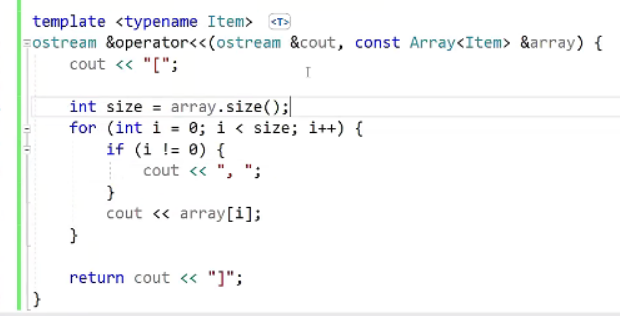 template <typename Item> <T>
ostream &operator<<(ostream &cout, const Array<Item> &array) {
cout << "[";
int size = array.size();
for (int i = 0; i < size; i++) {
if (i != 0) {
cout << ", ";
}
cout << array[i];
}
return cout << "]";
}